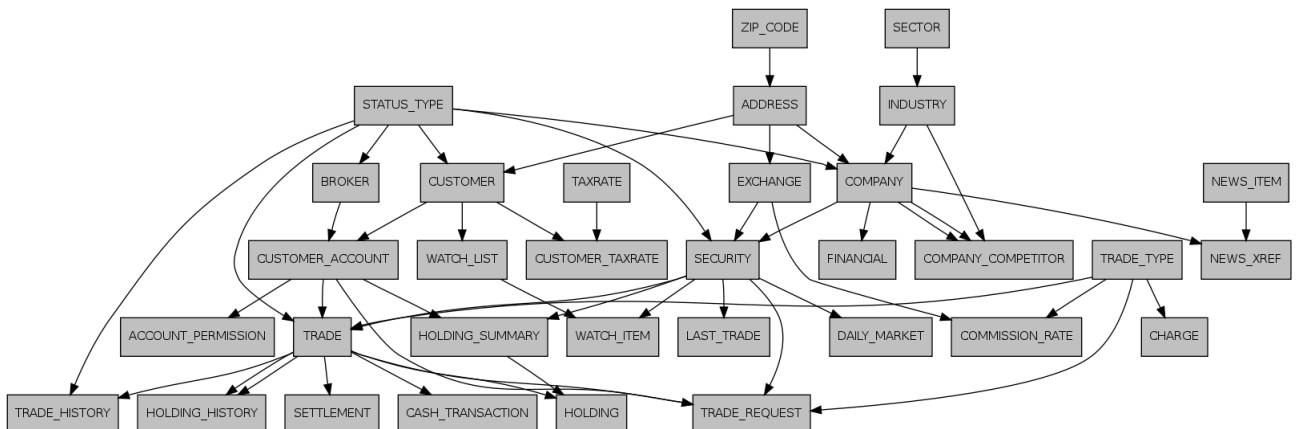 ZIP_CODE
SECTOR
STATUS_TYPE
ADDRESS
INDUSTRY
BROKER
CUSTOMER
TAXRATE
EXCHANGE
COMPANY
NEWS_ITEM
CUSTOMER_ACCOUNT
WATCH_LIST
CUSTOMER_TAXRATE
SECURITY
FINANCIAL
COMPANY_COMPETITOR
TRADE_TYPE
NEWS_XREF
ACCOUNT_PERMISSION
TRADE
HOLDING_SUMMARY
WATCH_ITEM
LAST_TRADE
DAILY_MARKET
COMMISSION_RATE
CHARGE
TRADE_HISTORY
HOLDING_HISTORY
SETTLEMENT
CASH_TRANSACTION
HOLDING
TRADE_REQUEST